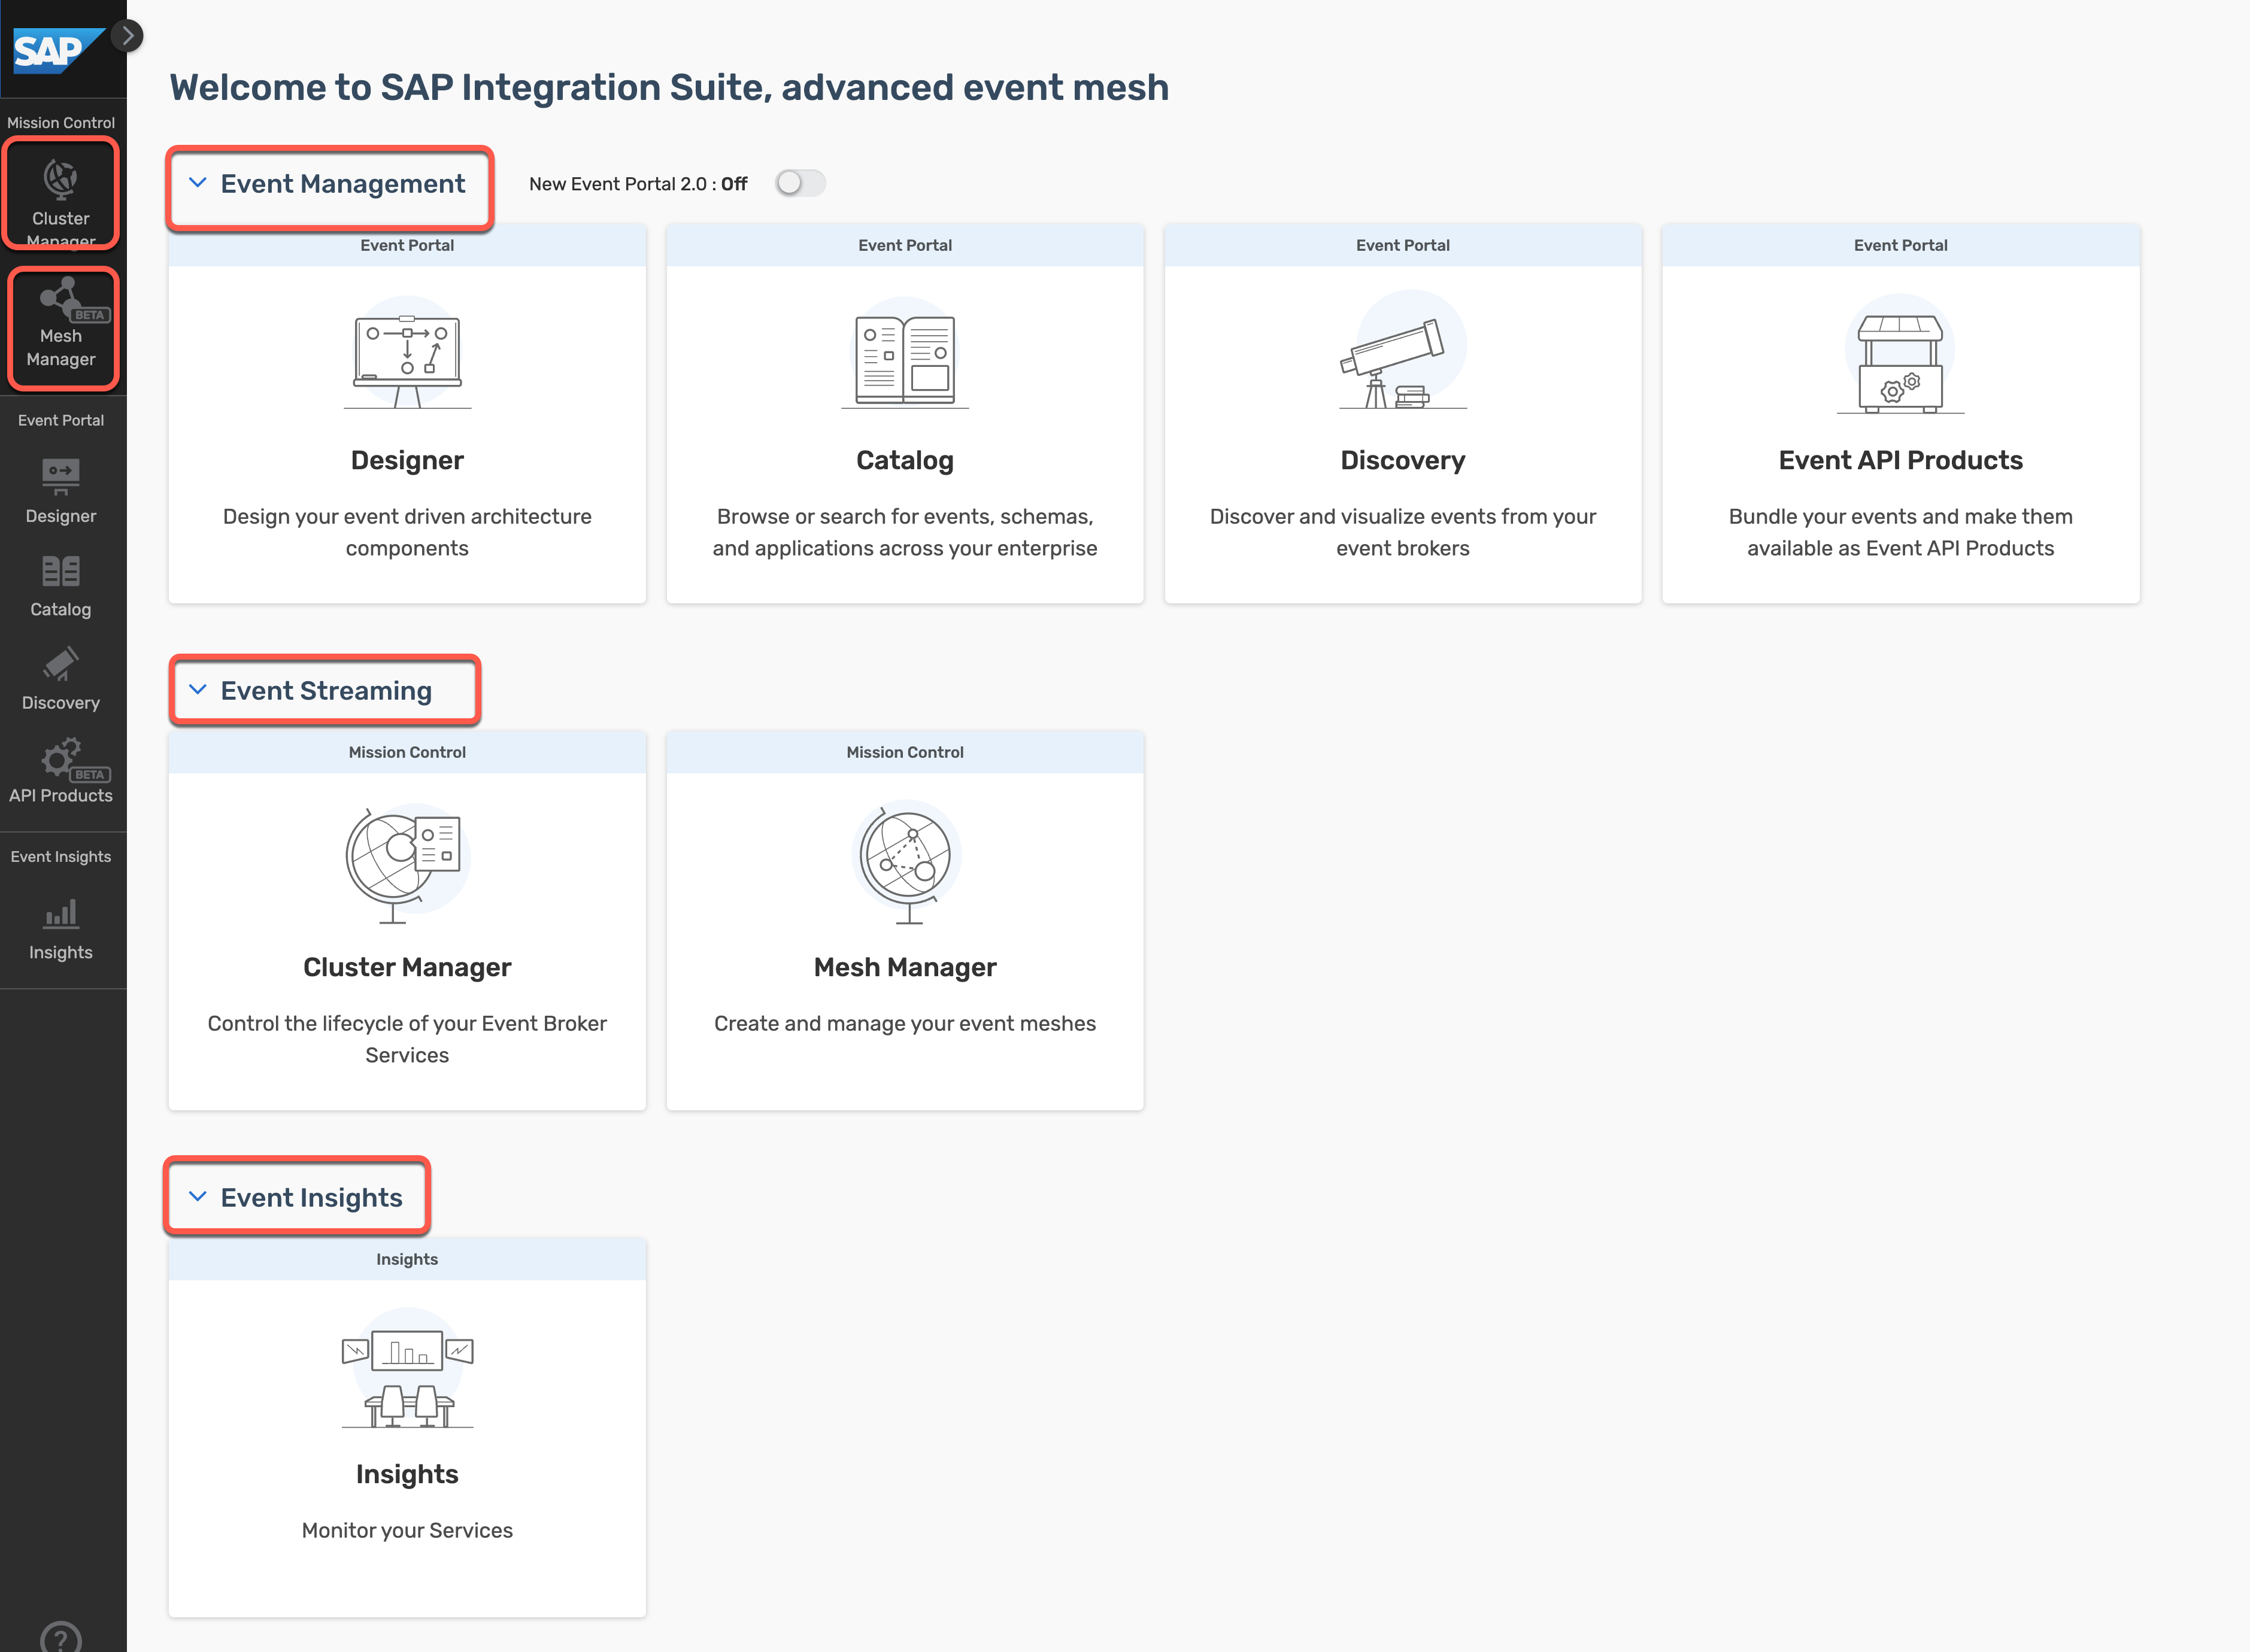 SAP
Mission Control
Cluster
Manager
BETA
Mesh
Manager
Event Portal
Designer
Catalog
Discovery
BETA
API Products
Event Insights
Insights
?
Welcome to SAP Integration Suite, advanced event mesh
Event Management
New Event Portal 2.0 : Off
Event Portal
Designer
Design your event driven architecture
components
Event Portal
Catalog
Browse or search for events, schemas,
and applications across your enterprise
Event Portal
Discovery
Discover and visualize events from your
event brokers
Event Portal
Event API Products
Bundle your events and make them
available as Event API Products
Event Streaming
Mission Control
Cluster Manager
Control the lifecycle of your Event Broker
Services
Mission Control
Mesh Manager
Create and manage your event meshes
Event Insights
Insights
Insights
Monitor your Services